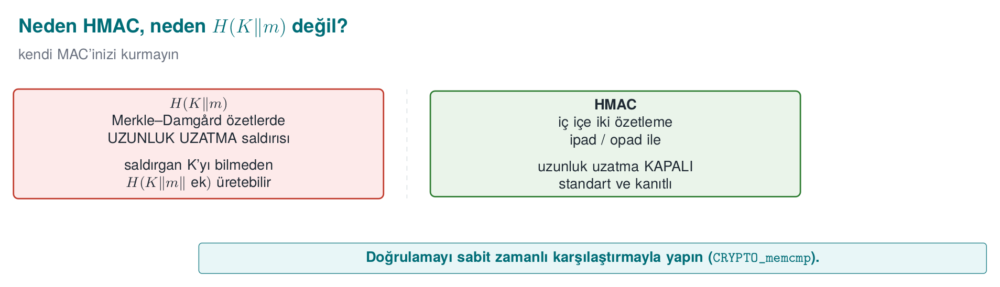 Neden HMAC, neden H(K∥m) değil?
kendi MAC'inizi kurmayın
H(K∥m)
Merkle–Damgård özetlerde
UZUNLUK UZATMA saldırısı
saldırgan K'yı bilmeden
H(K∥m∥ ek) üretebilir
HMAC
iç içe iki özetleme
ipad / opad ile
uzunluk uzatma KAPALI
standart ve kanıtlı
Doğrulamayı sabit zamanlı karşılaştırmayla yapın (CRYPTO_memcmp).